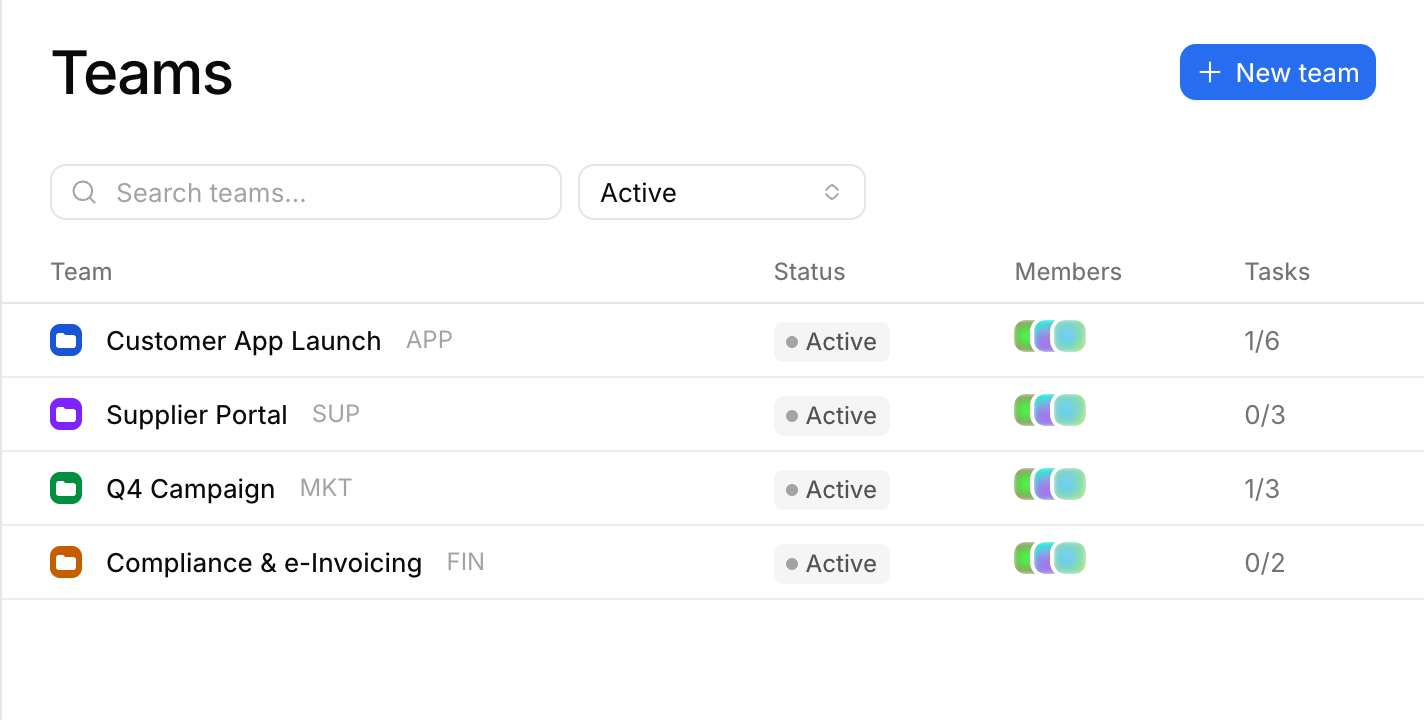 Teams
+ New team
Search teams...
Active
Team Status Members Tasks
Customer App Launch APP Active 1/6
Supplier Portal SUP Active 0/3
Q4 Campaign MKT Active 1/3
Compliance & e-Invoicing FIN Active 0/2